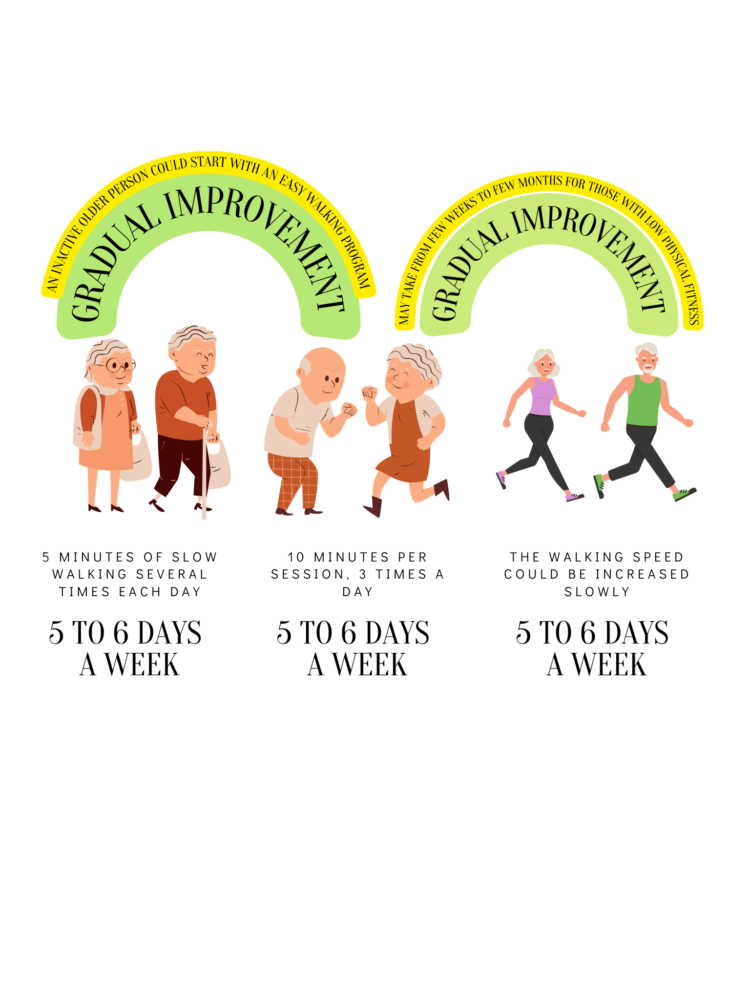 AN INACTIVE OLDER PERSON COULD START WITH AN EASY WALKING PROGRAM
GRADUAL IMPROVEMENT
MAY TAKE FROM FEW WEEKS TO FEW MONTHS FOR THOSE WITH LOW PHYSICAL FITNESS
GRADUAL IMPROVEMENT
5 MINUTES OF SLOW
WALKING SEVERAL
TIMES EACH DAY
5 TO 6 DAYS
A WEEK
10 MINUTES PER
SESSION, 3 TIMES A
DAY
5 TO 6 DAYS
A WEEK
THE WALKING SPEED
COULD BE INCREASED
SLOWLY
5 TO 6 DAYS
A WEEK